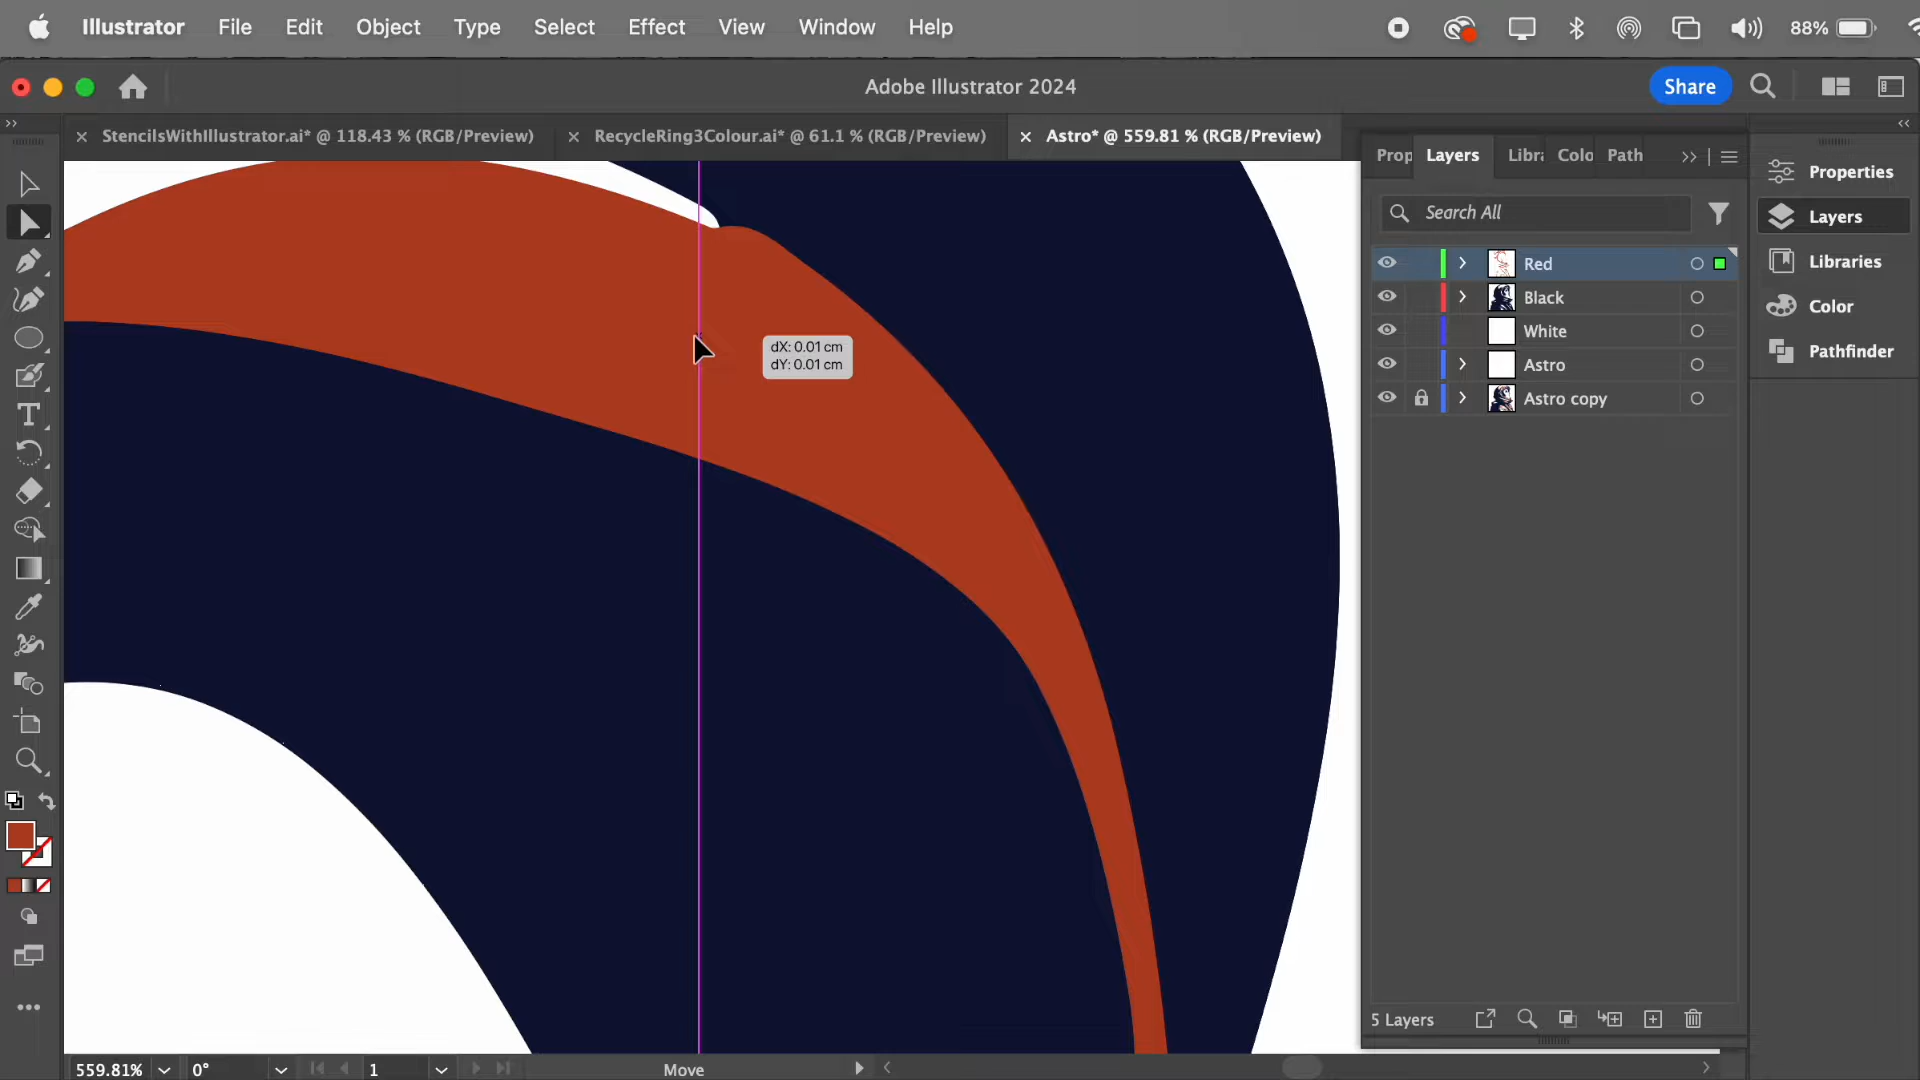 Illustrator File Edit Object Type Select Effect View Window Help 88%
Adobe Illustrator 2024 Share
StencilsWithIllustrator.ai* @ 118.43 % (RGB/Preview) RecycleRing3Colour.ai* @ 61.1 % (RGB/Preview) Astro* @ 559.81 % (RGB/Preview)
Prop Layers Libra Colo Path
Search All
Red
Black
White
Astro
Astro copy
Properties
Layers
Libraries
Color
Pathfinder
dX: 0.01 cm
dY: 0.01 cm
5 Layers
559.81% 0° 1 Move